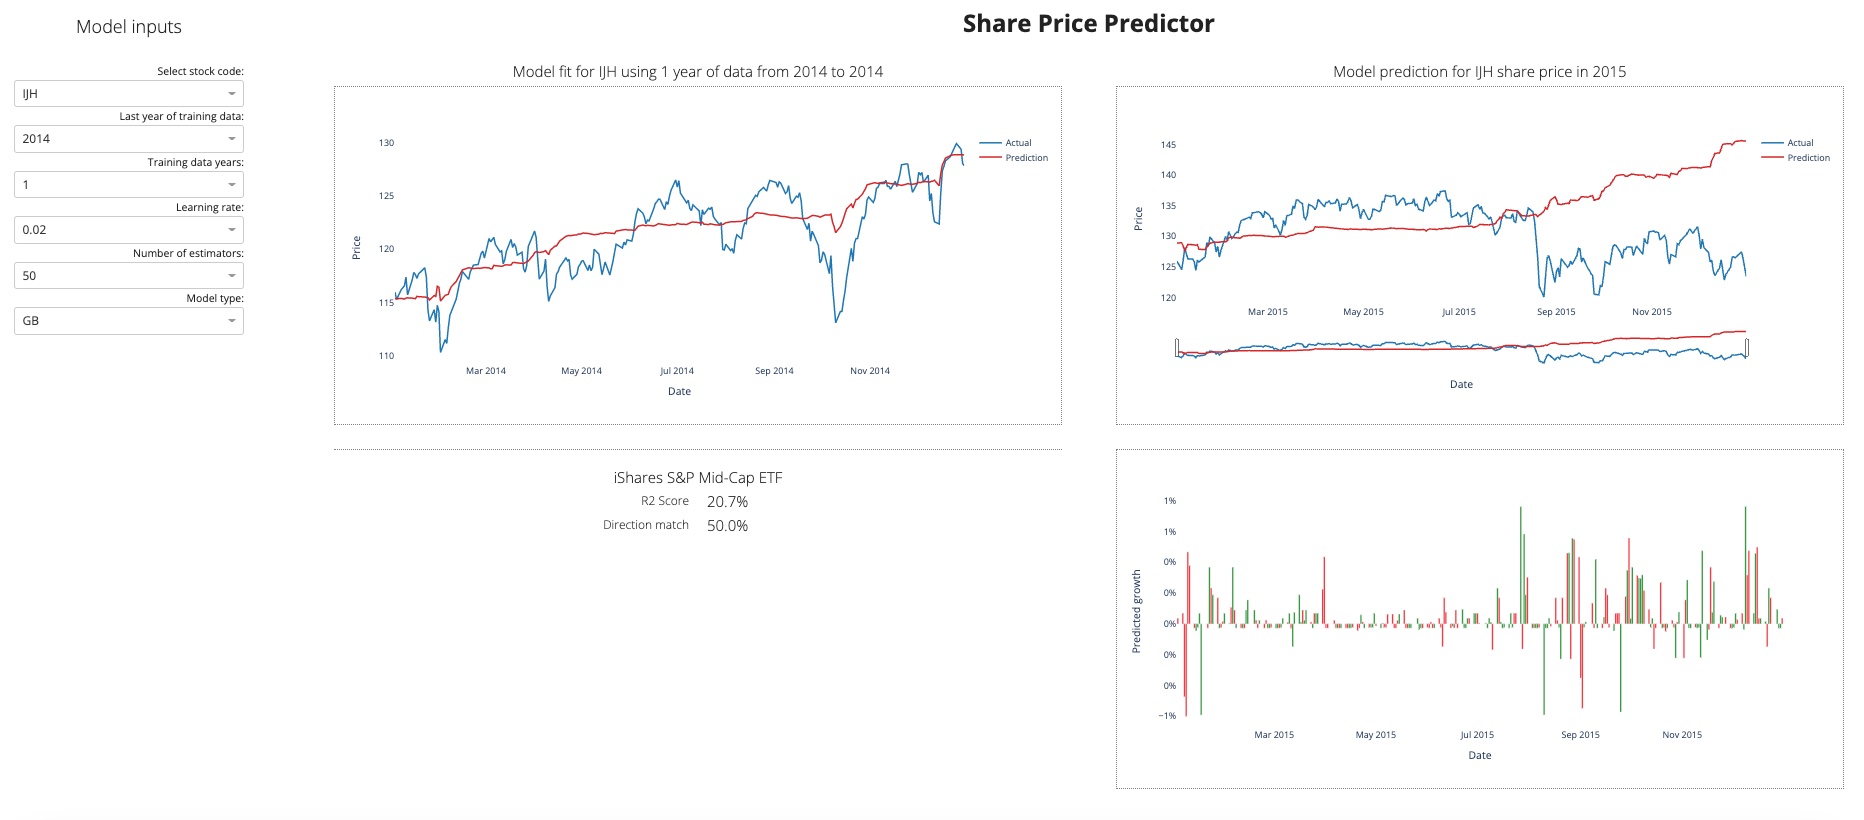 Share Price Predictor
Model inputs
Select stock code:
IJH
Last year of training data:
2014
Training data years:
1
Learning rate:
0.02
Number of estimators:
50
Model type:
GB
Model fit for IJH using 1 year of data from 2014 to 2014
130
125
120
115
110
Price
Mar 2014
May 2014
Jul 2014
Sep 2014
Nov 2014
Date
Actual
Prediction
Model prediction for IJH share price in 2015
145
140
135
130
125
120
Price
Mar 2015
May 2015
Jul 2015
Sep 2015
Nov 2015
Date
Actual
Prediction
iShares S&P Mid-Cap ETF
R2 Score 20.7%
Direction match 50.0%
1%
1%
0%
0%
0%
0%
0%
−1%
Predicted growth
Mar 2015
May 2015
Jul 2015
Sep 2015
Nov 2015
Date